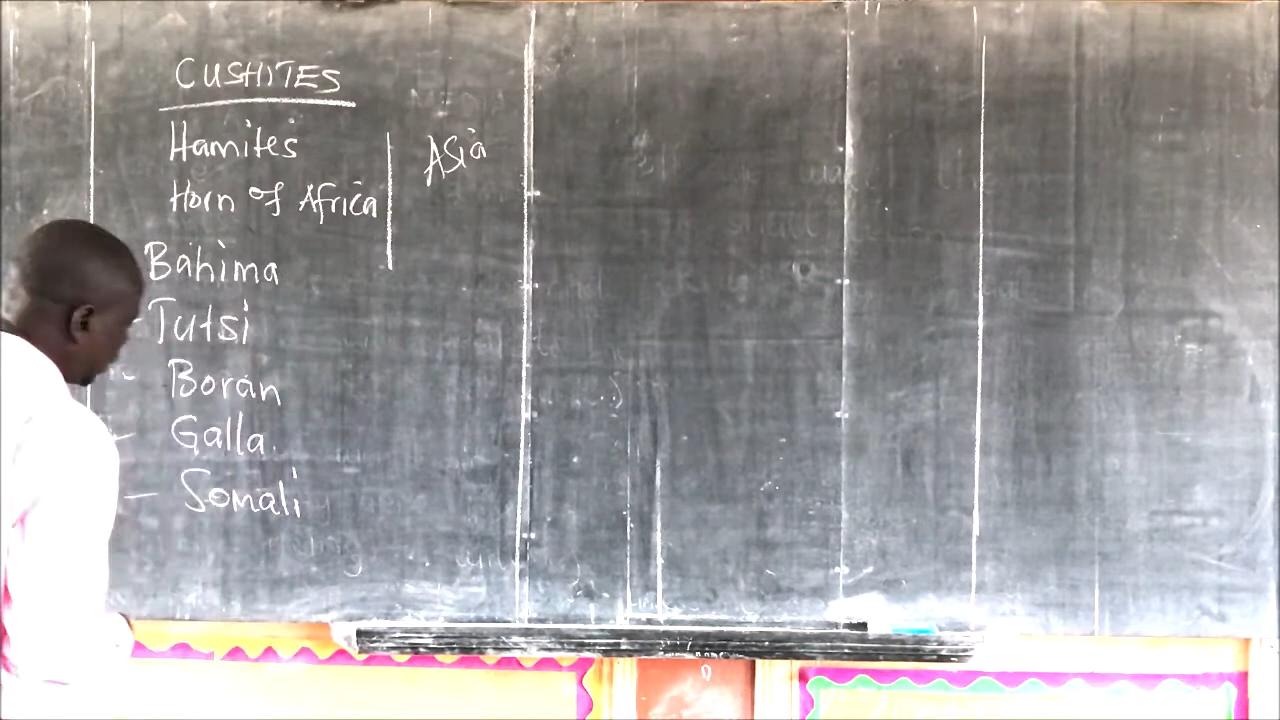 CUSHITES
Hamites
Horn of Africa
Asia
Bahima
- Tutsi
- Boran
- Galla.
- Somali